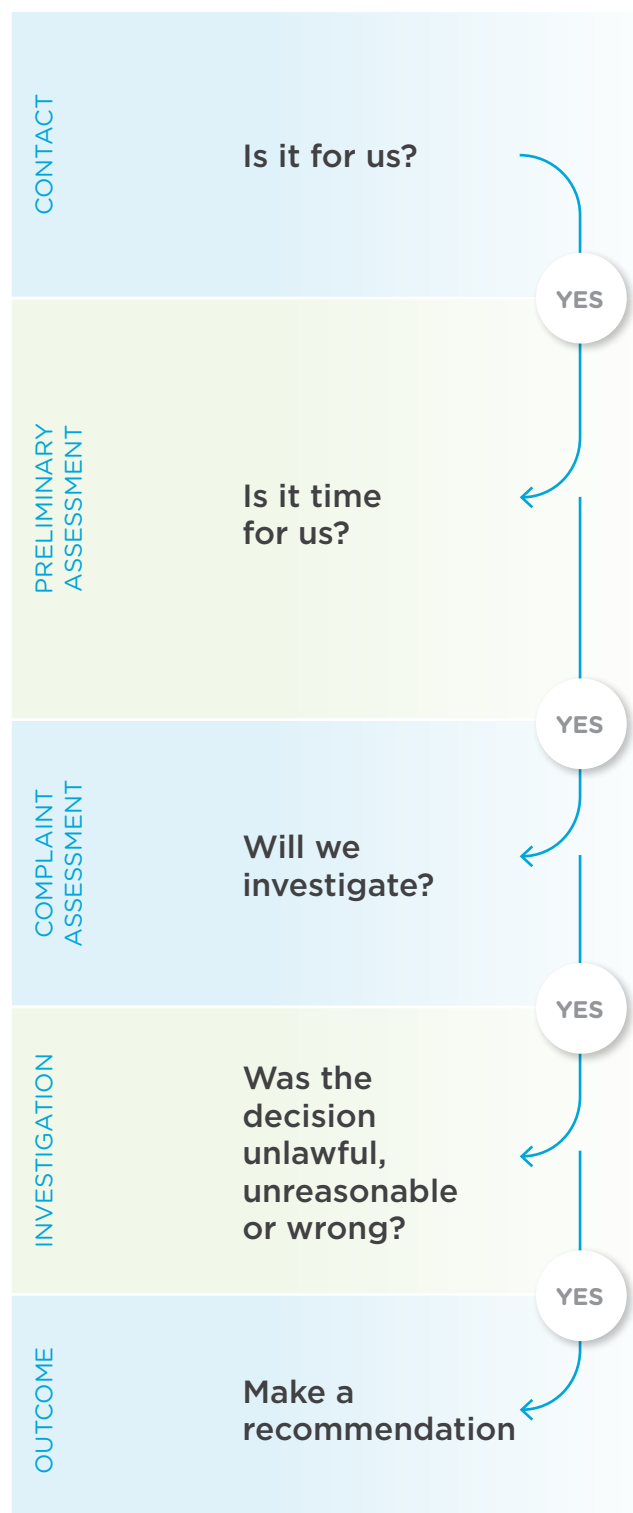 CONTACT
Is it for us?
YES
PRELIMINARY
ASSESSMENT
Is it time
for us?
YES
COMPLAINT
ASSESSMENT
Will we
investigate?
YES
INVESTIGATION
Was the
decision
unlawful,
unreasonable
or wrong?
YES
OUTCOME
Make a
recommendation